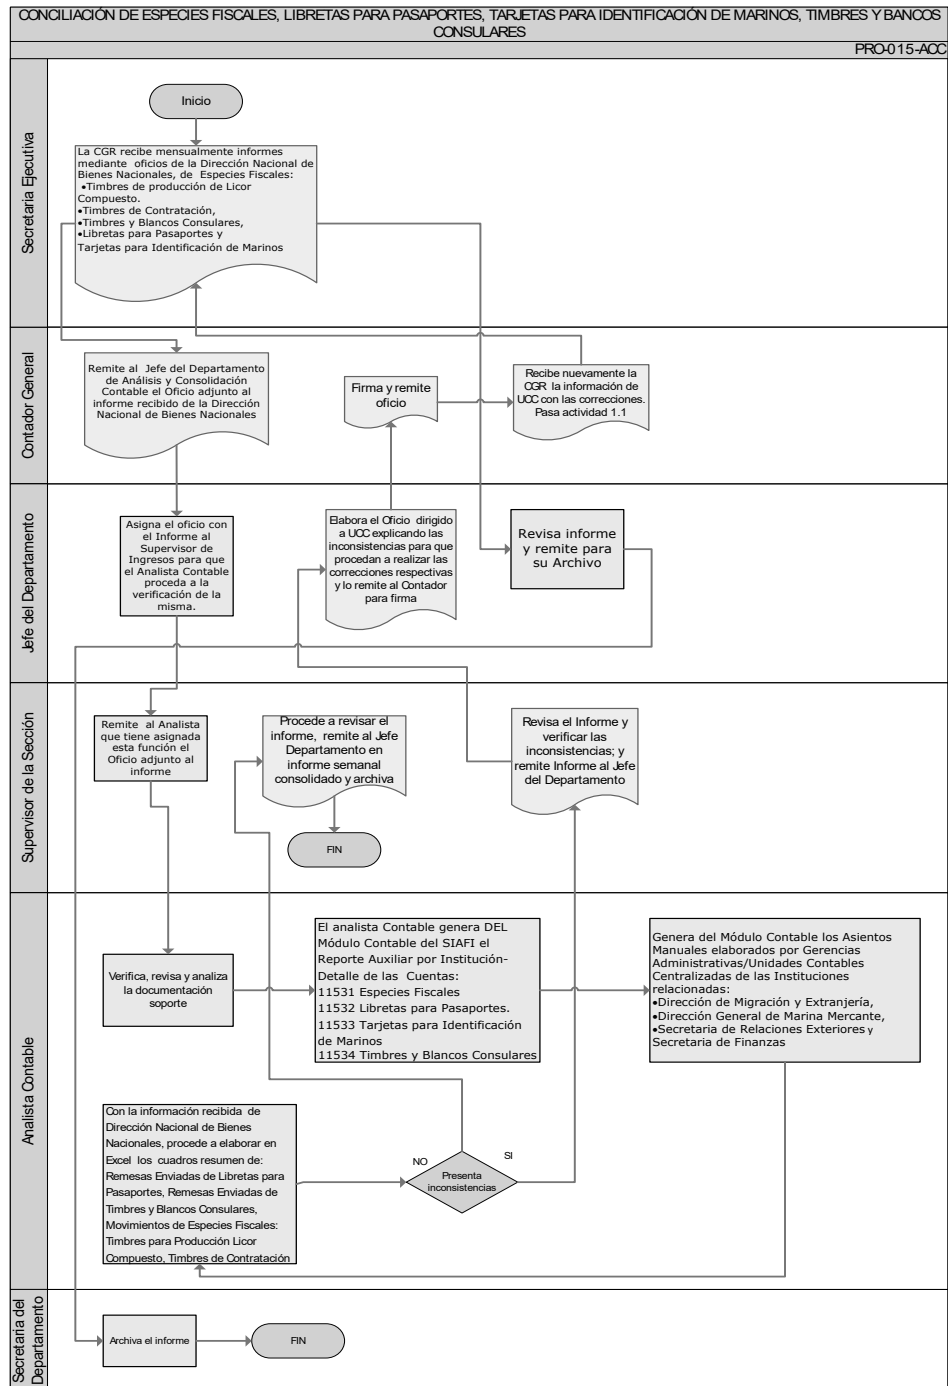 CONCILIACIÓN DE ESPECIES FISCALES, LIBRETAS PARA PASAPORTES, TARJETAS PARA IDENTIFICACIÓN DE MARINOS, TIMBRES Y BANCOS
CONSULARES
PRO-015-ACC
Secretaria Ejecutiva
Inicio
La CGR recibe mensualmente informes
mediante oficios de la Dirección Nacional de
Bienes Nacionales, de Especies Fiscales:
•Timbres de producción de Licor
Compuesto.
•Timbres de Contratación,
•Timbres y Blancos Consulares,
•Libretas para Pasaportes y
Tarjetas para Identificación de Marinos
Contador General
Remite al Jefe del Departamento
de Análisis y Consolidación
Contable el Oficio adjunto al
informe recibido de la Dirección
Nacional de Bienes Nacionales
Firma y remite
oficio
Recibe nuevamente la
CGR la información de
UCC con las correcciones.
Pasa actividad 1.1
Jefe del Departamento
Asigna el oficio con
el Informe al
Supervisor de
Ingresos para que
el Analista Contable
proceda a la
verificación de la
misma.
Elabora el Oficio dirigido
a UCC explicando las
inconsistencias para que
procedan a realizar las
correcciones respectivas
y lo remite al Contador
para firma
Revisa informe
y remite para
su Archivo
Supervisor de la Sección
Remite al Analista
que tiene asignada
esta función el
Oficio adjunto al
informe
Procede a revisar el
informe, remite al Jefe
Departamento en
informe semanal
consolidado y archiva
FIN
Revisa el Informe y
verificar las
inconsistencias; y
remite Informe al Jefe
del Departamento
Analista Contable
Verifica, revisa y analiza
la documentación
soporte
El analista Contable genera DEL
Módulo Contable del SIAFI el
Reporte Auxiliar por Institución-
Detalle de las Cuentas:
11531 Especies Fiscales
11532 Libretas para Pasaportes.
11533 Tarjetas para Identificación
de Marinos
11534 Timbres y Blancos Consulares
Genera del Módulo Contable los Asientos
Manuales elaborados por Gerencias
Administrativas/Unidades Contables
Centralizadas de las Instituciones
relacionadas:
•Dirección de Migración y Extranjería,
•Dirección General de Marina Mercante,
•Secretaria de Relaciones Exteriores y
Secretaria de Finanzas
Con la información recibida de
Dirección Nacional de Bienes
Nacionales, procede a elaborar en
Excel los cuadros resumen de:
Remesas Enviadas de Libretas para
Pasaportes, Remesas Enviadas de
Timbres y Blancos Consulares,
Movimientos de Especies Fiscales:
Timbres para Producción Licor
Compuesto, Timbres de Contratación
NO
Presenta
inconsistencias
SI
Secretaria del
Departamento
Archiva el informe
FIN